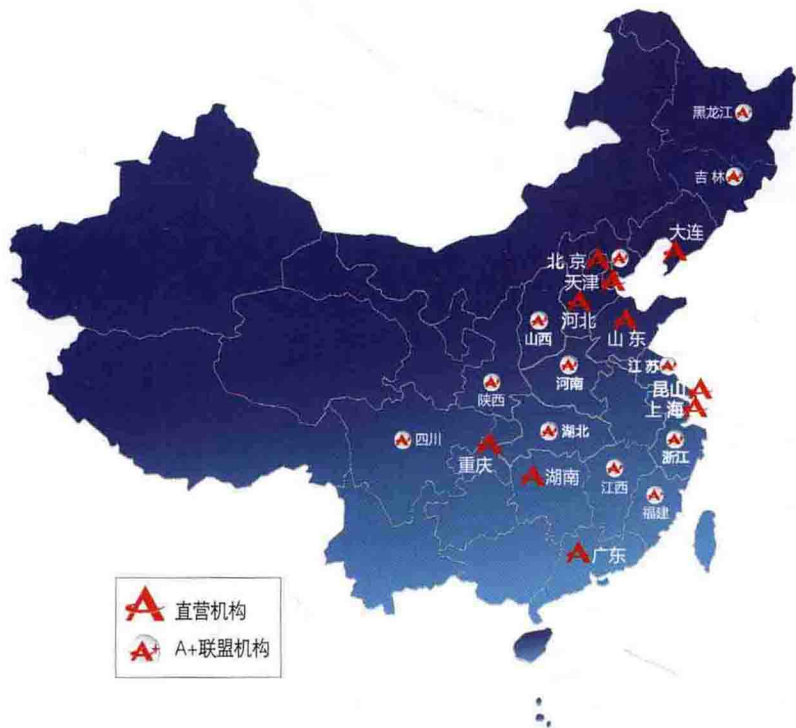 黑龙江
吉林
大连
北京
天津
河北
山东
山西
河南
江苏
昆山
上海
陕西
四川
重庆
湖北
浙江
湖南
江西
福建
广东
直营机构
A+联盟机构